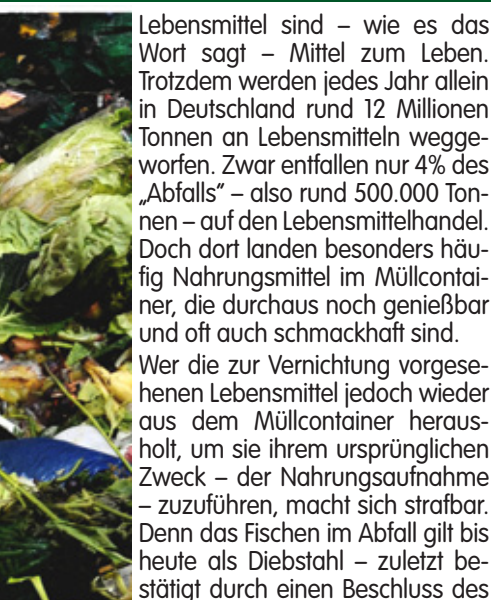 Lebensmittel sind – wie es das
Wort sagt – Mittel zum Leben.
Trotzdem werden jedes Jahr allein
in Deutschland rund 12 Millionen
Tonnen an Lebensmitteln wegge-
worfen. Zwar entfallen nur 4% des
„Abfalls“ – also rund 500.000 Ton-
nen – auf den Lebensmittelhandel.
Doch dort landen besonders häu-
fig Nahrungsmittel im Müllcontai-
ner, die durchaus noch genießbar
und oft auch schmackhaft sind.
Wer die zur Vernichtung vorgese-
henen Lebensmittel jedoch wieder
aus dem Müllcontainer heraus-
holt, um sie ihrem ursprünglichen
Zweck – der Nahrungsaufnahme
– zuzuführen, macht sich strafbar.
Denn das Fischen im Abfall gilt bis
heute als Diebstahl – zuletzt be-
stätigt durch einen Beschluss des